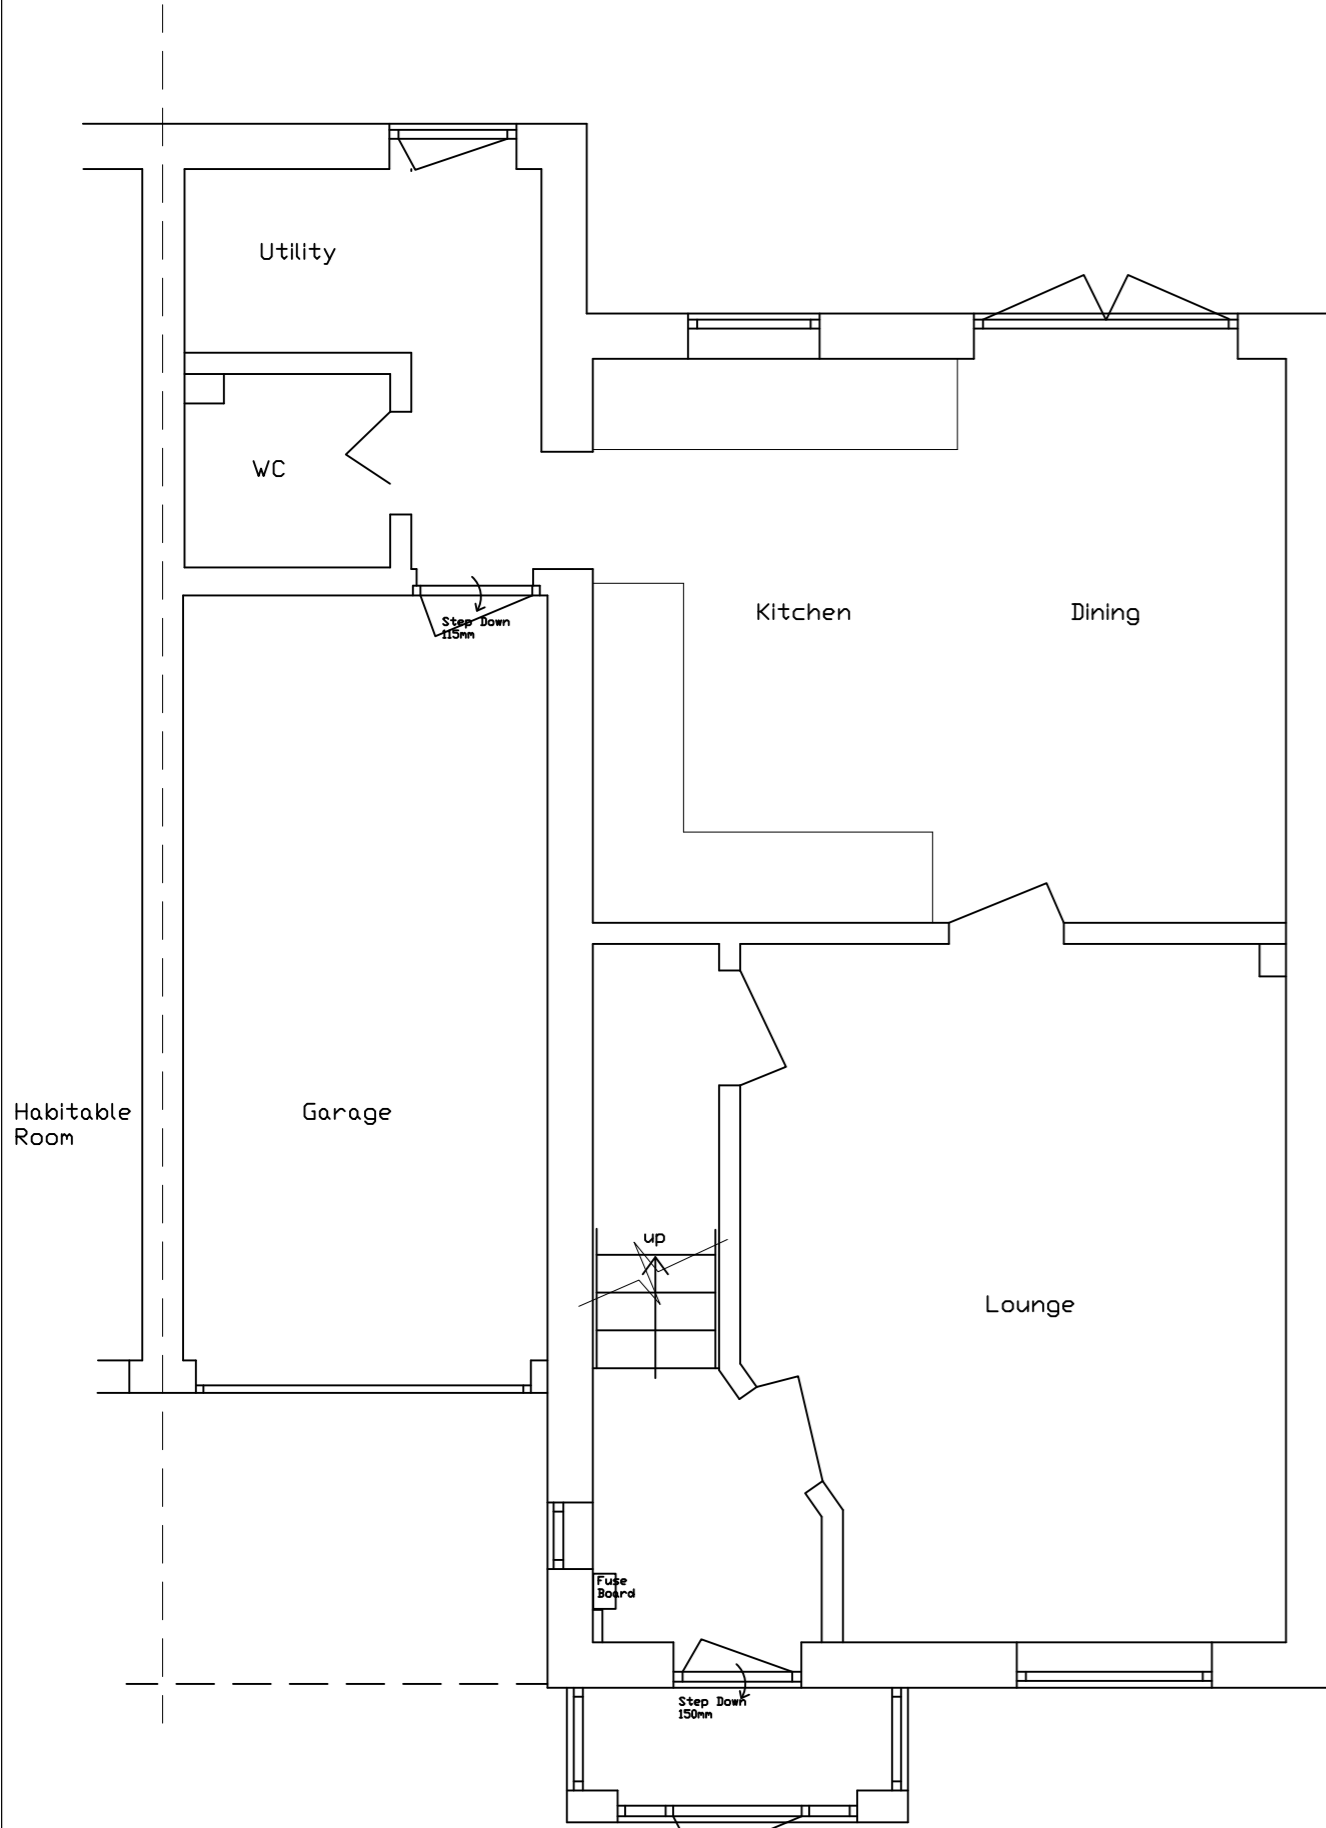 Utility
WC
Step Down
115mm
Kitchen
Dining
Habitable
Room
Garage
up
Lounge
Fuse
Board
Step Down
150mm